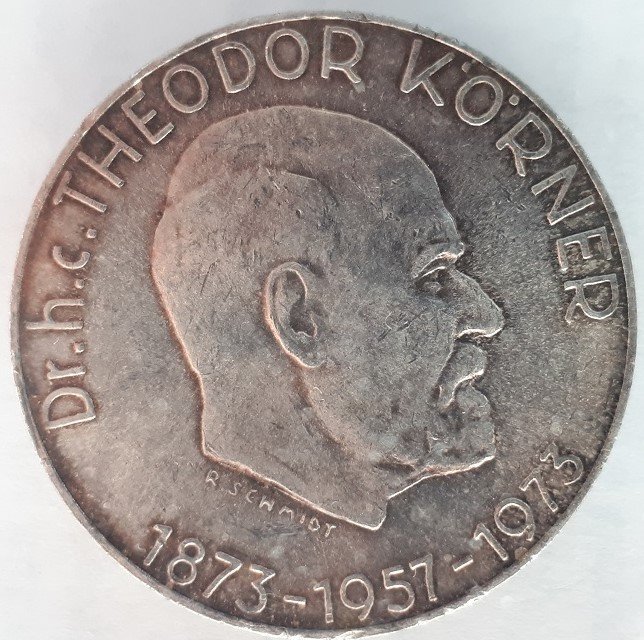 Dr.h.c. THEODOR KÖRNER
R.SCHMIDT
1873-1957-1973